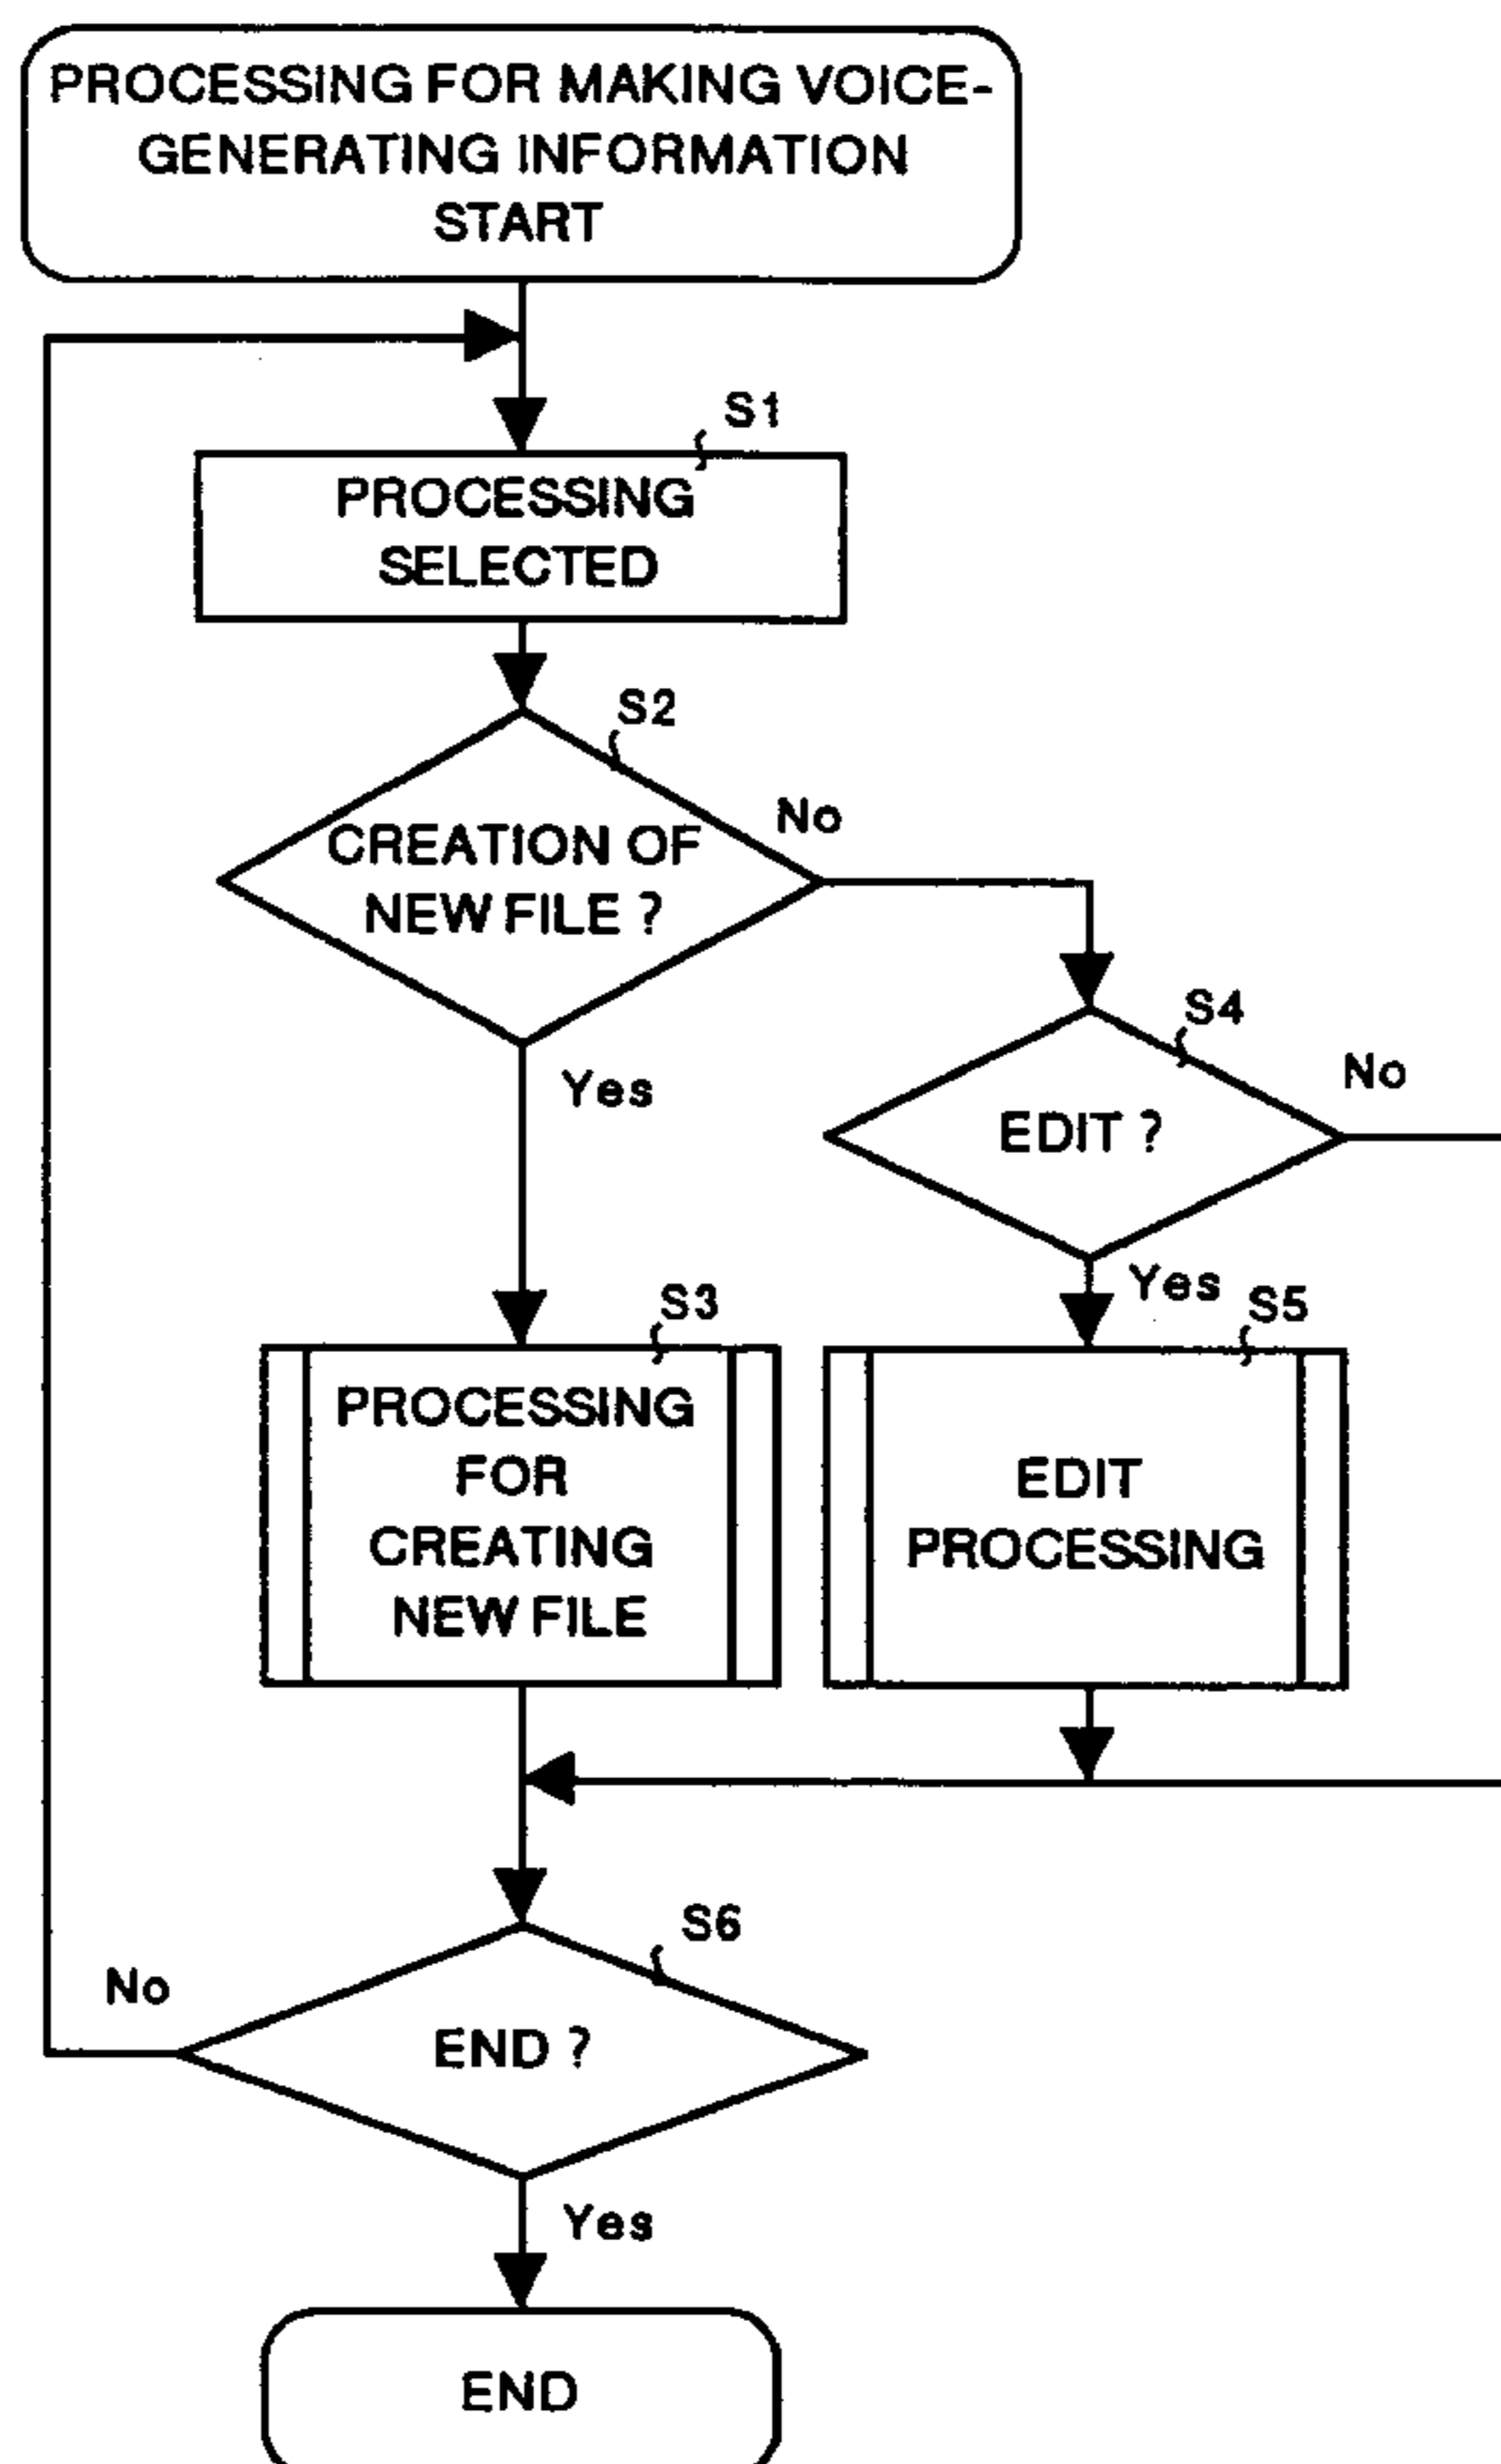 PROCESSING FOR MAKING VOICE-
GENERATING INFORMATION
START
S1
PROCESSING
SELECTED
S2
No
CREATION OF
NEW FILE ?
Yes
S4
No
EDIT ?
Yes
S3
S5
PROCESSING
FOR
CREATING
NEW FILE
EDIT
PROCESSING
S6
No
END ?
Yes
END